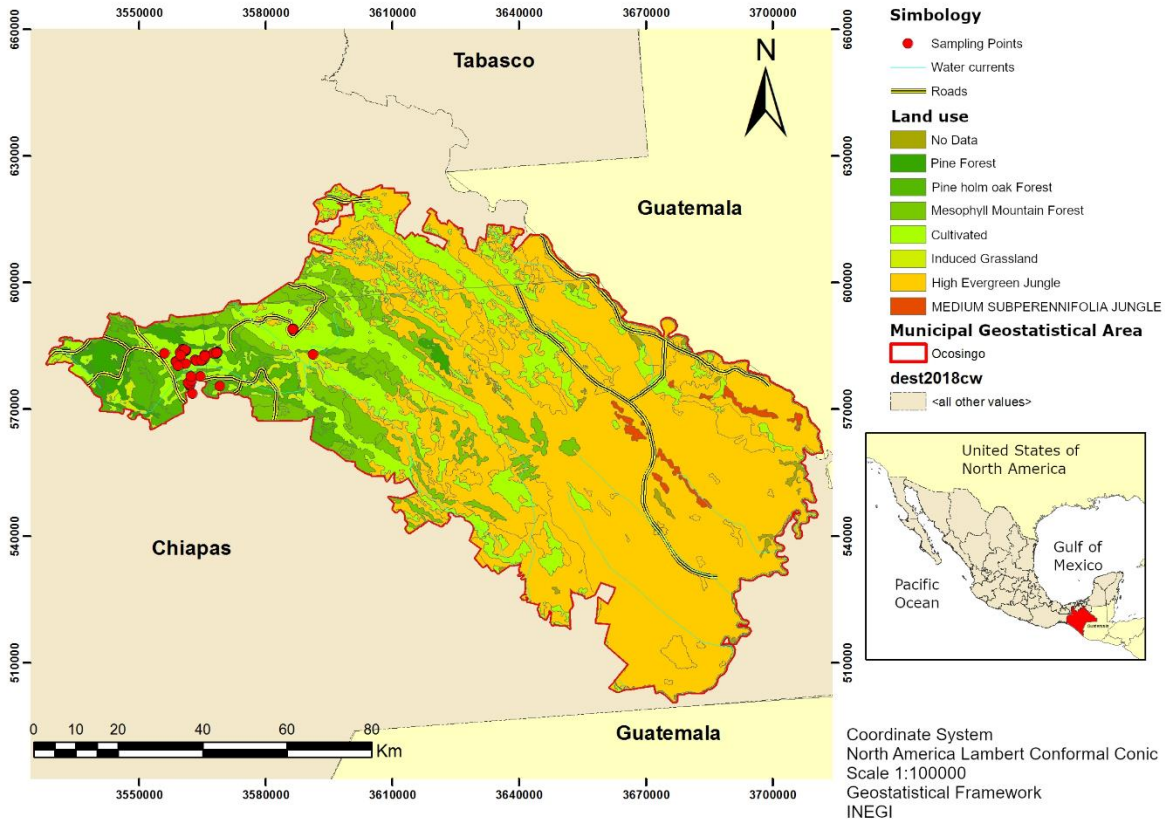 3550000 3580000 3610000 3640000 3670000 3700000
660000
630000
600000
570000
540000
510000
660000
630000
600000
570000
540000
510000
Tabasco
N
Guatemala
Chiapas
Guatemala
0 10 20 40 60 80
Km
3550000 3580000 3610000 3640000 3670000 3700000
Simbology
Sampling Points
Water currents
Roads
Land use
No Data
Pine Forest
Pine holm oak Forest
Mesophyll Mountain Forest
Cultivated
Induced Grassland
High Evergreen Jungle
MEDIUM SUBPERENNIFOLIA JUNGLE
Municipal Geostatistical Area
Ocosingo
dest2018cw
<all other values>
United States of
North America
Gulf of
Mexico
Pacific
Ocean
Guatemala
Coordinate System
North America Lambert Conformal Conic
Scale 1:100000
Geostatistical Framework
INEGI